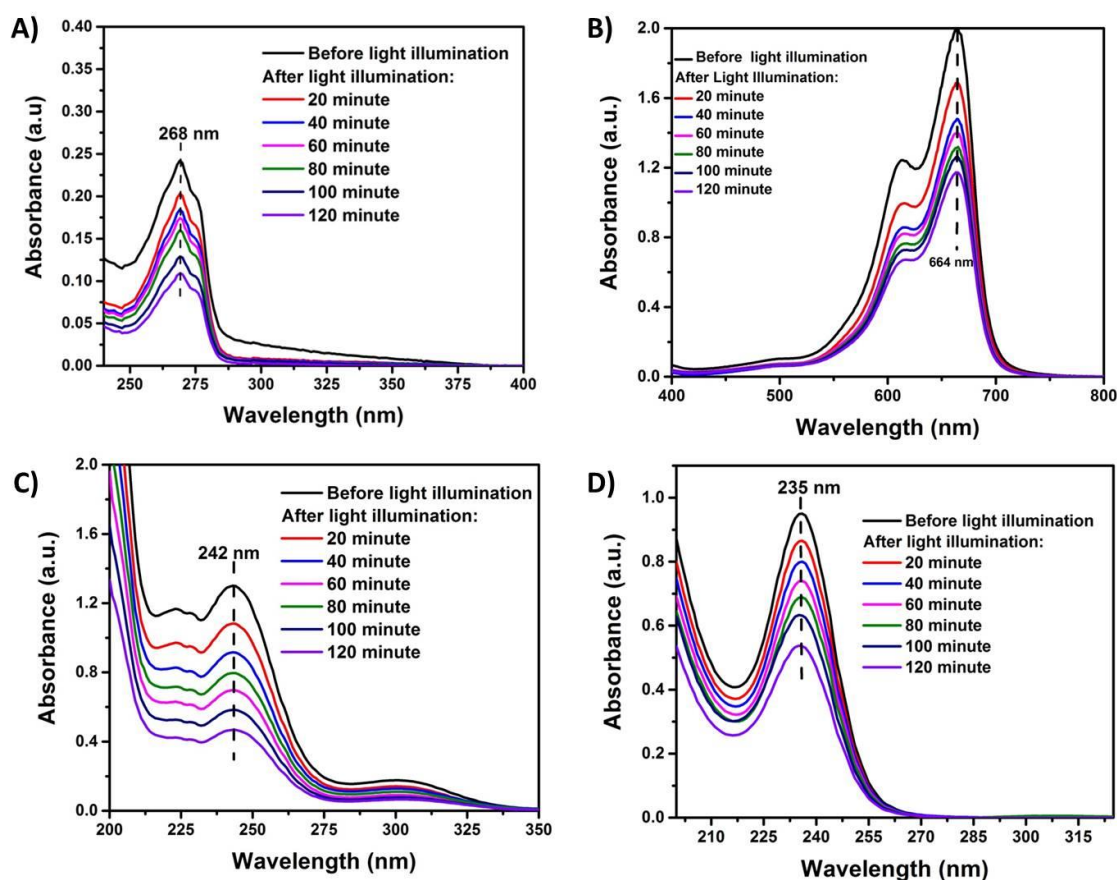 A)
0.40
0.35
0.30
0.25
0.20
0.15
0.10
0.05
0.00
Absorbance (a.u)
268 nm
Before light illumination
After light illumination:
20 minute
40 minute
60 minute
80 minute
100 minute
120 minute
250 275 300 325 350 375 400
Wavelength (nm)
B)
2.0
1.6
1.2
0.8
0.4
0.0
Absorbance (a.u.)
Before light illumination
After Light Illumination:
20 minute
40 minute
60 minute
80 minute
100 minute
120 minute
664 nm
400 500 600 700 800
Wavelength (nm)
C)
2.0
1.6
1.2
0.8
0.4
0.0
Absorbance (a.u.)
242 nm
Before light illumination
After light illumination:
20 minute
40 minute
60 minute
80 minute
100 minute
120 minute
200 225 250 275 300 325 350
Wavelength (nm)
D)
1.0
0.8
0.6
0.4
0.2
0.0
Absorbance (a.u.)
235 nm
Before light illumination
After light illumination:
20 minute
40 minute
60 minute
80 minute
100 minute
120 minute
210 225 240 255 270 285 300 315
Wavelength (nm)